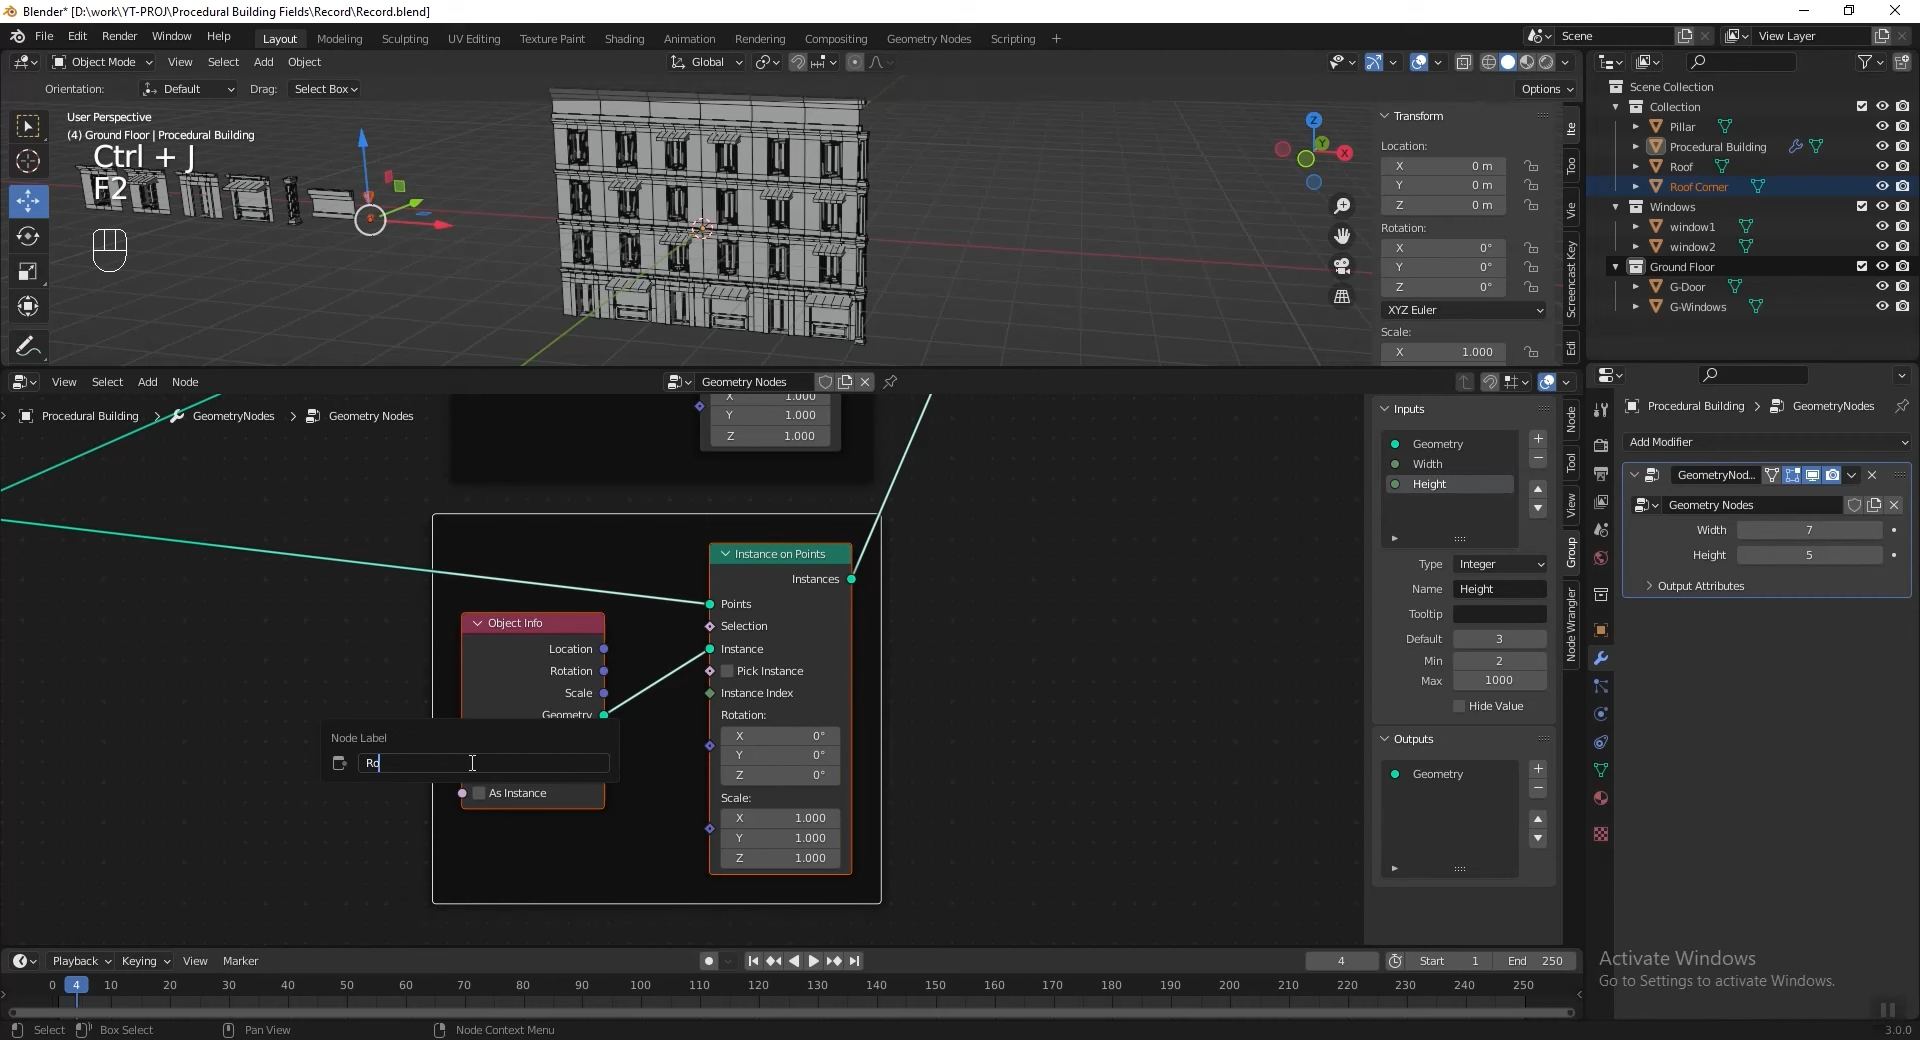 Blender* [D:\work\YT-PROJ\Procedural Building Fields\Record\Record.blend]
File Edit Render Window Help Layout Modeling Sculpting UV Editing Texture Paint Shading Animation Rendering Compositing Geometry Nodes Scripting + Scene View Layer
Object Mode View Select Add Object Global
Orientation: Default Drag: Select Box Options
User Perspective
(4) Ground Floor | Procedural Building
Ctrl + J
F2
Transform
Location:
X 0 m
Y 0 m
Z 0 m
Rotation:
X 0°
Y 0°
Z 0°
XYZ Euler
Scale:
X 1.000
Ite
Too
Vie
Screencast Key
Edi
Z
Y
X
Scene Collection
Collection
Pillar
Procedural Building
Roof
Roof Corner
Windows
window1
window2
Ground Floor
G-Door
G-Windows
View Select Add Node Geometry Nodes
Procedural Building > GeometryNodes > Geometry Nodes
X 1.000
Y 1.000
Z 1.000
Instance on Points
Instances
Points
Selection
Instance
Pick Instance
Instance Index
Rotation:
X 0°
Y 0°
Z 0°
Scale:
X 1.000
Y 1.000
Z 1.000
Object Info
Location
Rotation
Scale
Geometry
Node Label
Ro
As Instance
Inputs
Geometry
Width
Height
Type Integer
Name Height
Tooltip
Default 3
Min 2
Max 1000
Hide Value
Outputs
Geometry
Node
Tool
View
Group
Node Wrangler
Procedural Building > GeometryNodes
Add Modifier
GeometryNod...
Geometry Nodes
Width 7
Height 5
Output Attributes
Playback Keying View Marker 4 Start 1 End 250
0 4 10 20 30 40 50 60 70 80 90 100 110 120 130 140 150 160 170 180 190 200 210 220 230 240 250
Activate Windows
Go to Settings to activate Windows.
Select Box Select Pan View Node Context Menu 3.0.0